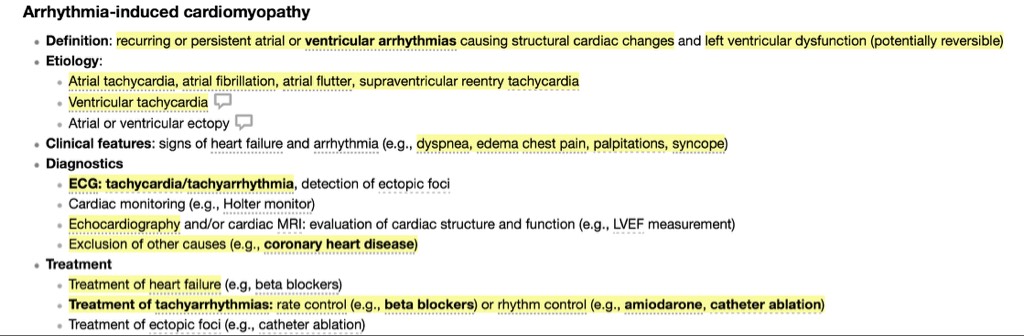 Arrhythmia-induced cardiomyopathy
Definition: recurring or persistent atrial or ventricular arrhythmias causing structural cardiac changes and left ventricular dysfunction (potentially reversible)
Etiology:
Atrial tachycardia, atrial fibrillation, atrial flutter, supraventricular reentry tachycardia
Ventricular tachycardia
Atrial or ventricular ectopy
Clinical features: signs of heart failure and arrhythmia (e.g., dyspnea, edema chest pain, palpitations, syncope)
Diagnostics
ECG: tachycardia/tachyarrhythmia, detection of ectopic foci
Cardiac monitoring (e.g., Holter monitor)
Echocardiography and/or cardiac MRI: evaluation of cardiac structure and function (e.g., LVEF measurement)
Exclusion of other causes (e.g., coronary heart disease)
Treatment
Treatment of heart failure (e.g, beta blockers)
Treatment of tachyarrhythmias: rate control (e.g., beta blockers) or rhythm control (e.g., amiodarone, catheter ablation)
Treatment of ectopic foci (e.g., catheter ablation)